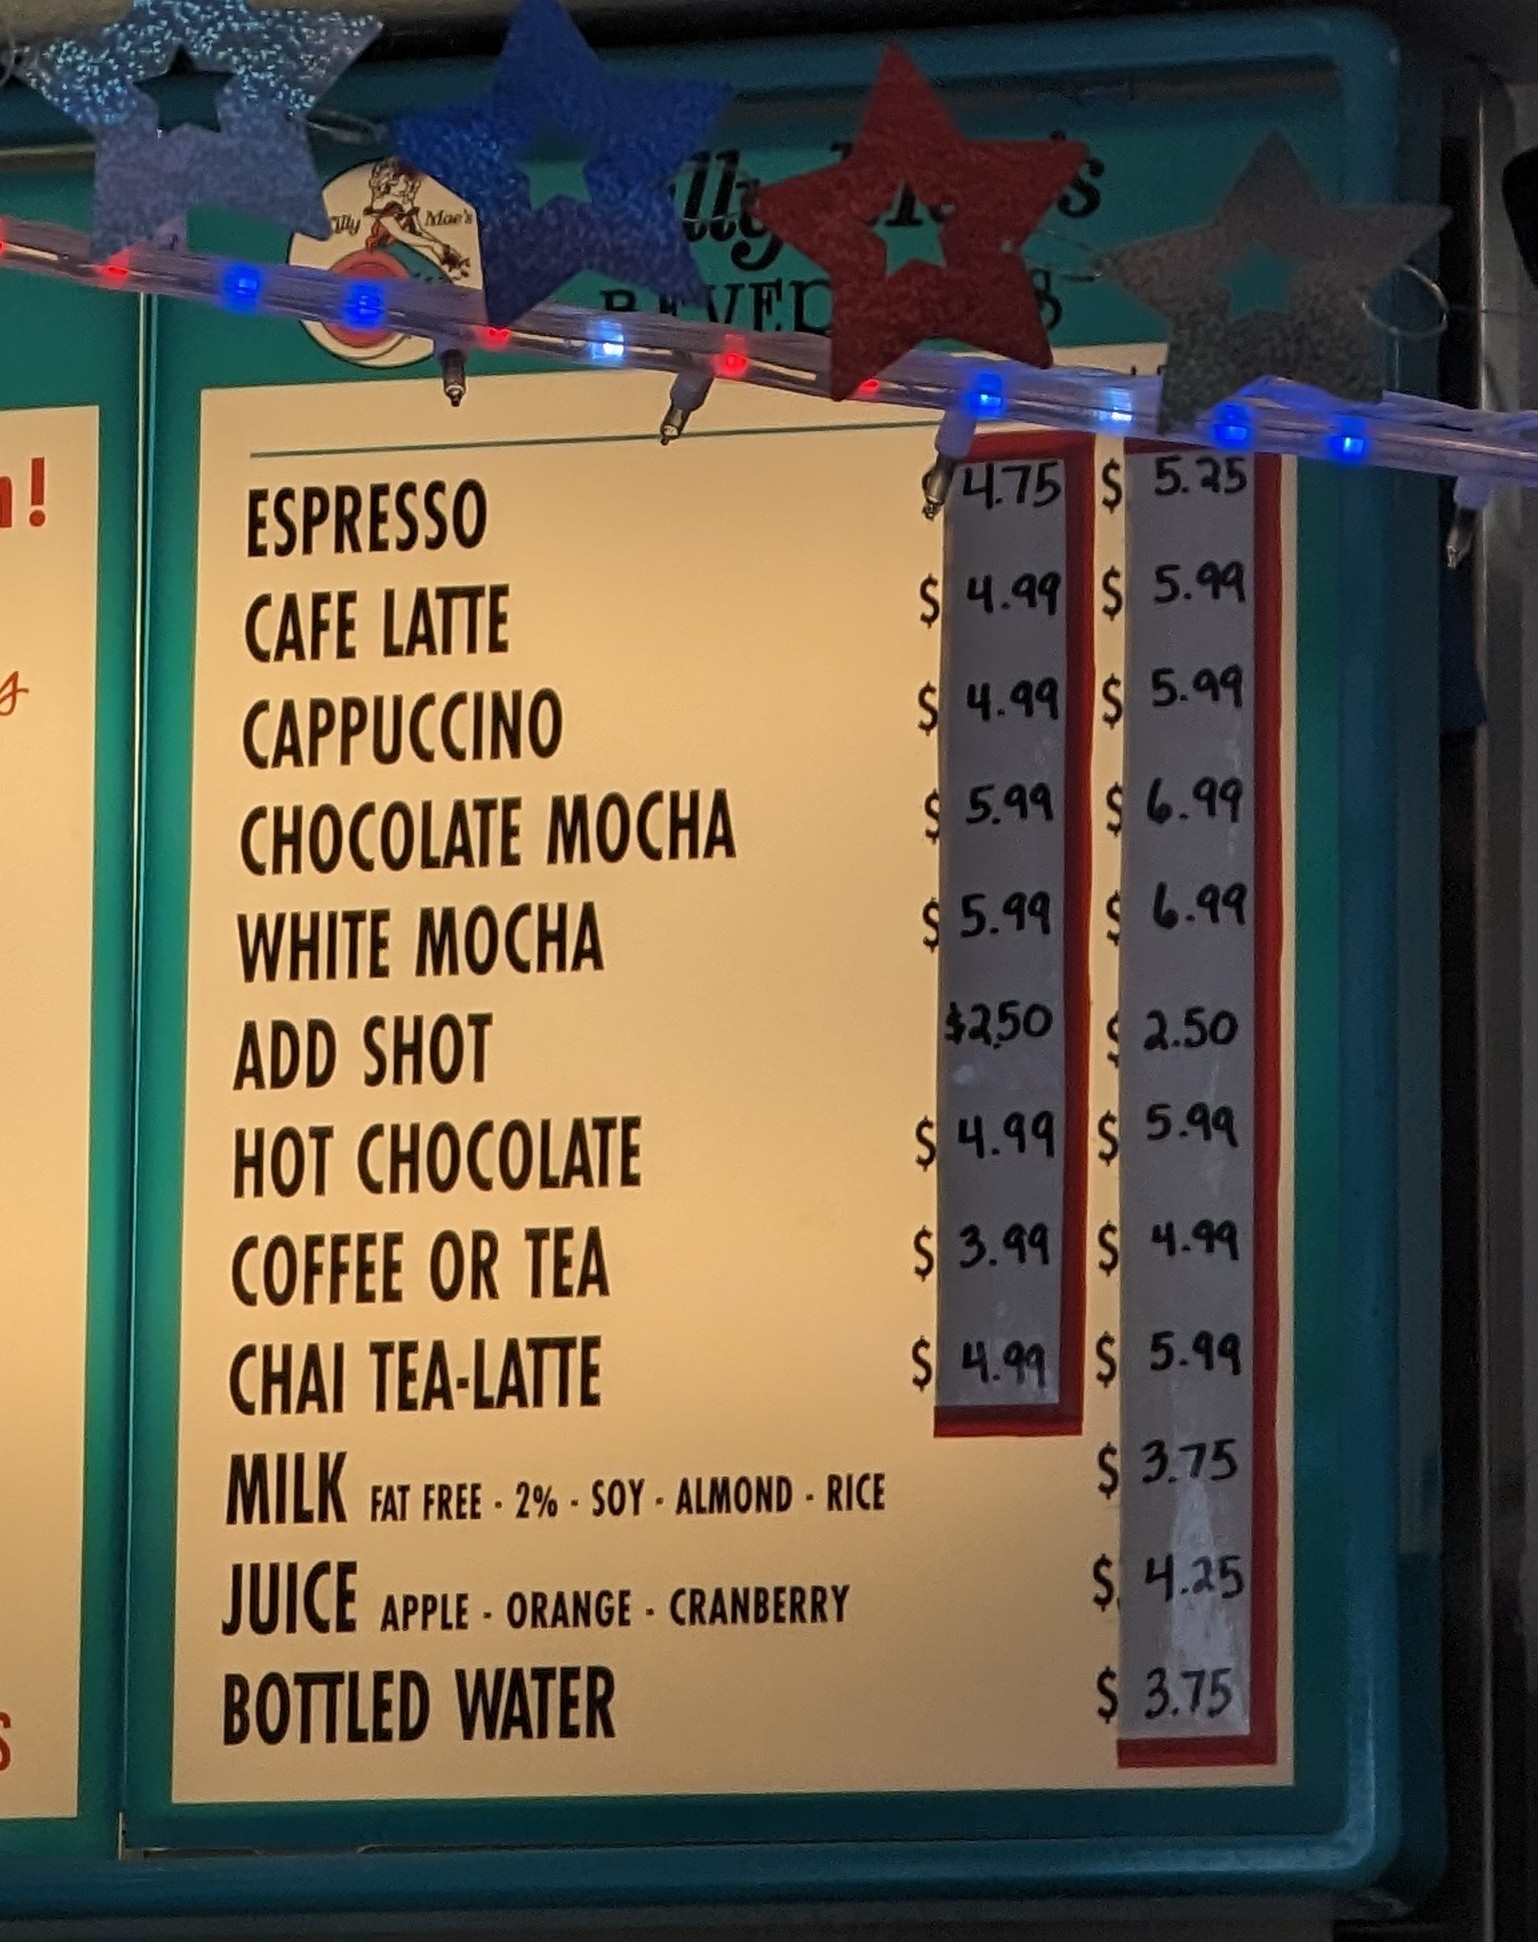 Mae's
ESPRESSO $ 4.75 $ 5.25
CAFE LATTE $ 4.99 $ 5.99
CAPPUCCINO $ 4.99 $ 5.99
CHOCOLATE MOCHA $ 5.99 $ 6.99
WHITE MOCHA $ 5.99 $ 6.99
ADD SHOT $2.50 $ 2.50
HOT CHOCOLATE $ 4.99 $ 5.99
COFFEE OR TEA $ 3.99 $ 4.99
CHAI TEA-LATTE $ 4.99 $ 5.99
MILK FAT FREE - 2% - SOY - ALMOND - RICE $ 3.75
JUICE APPLE - ORANGE - CRANBERRY $ 4.25
BOTTLED WATER $ 3.75